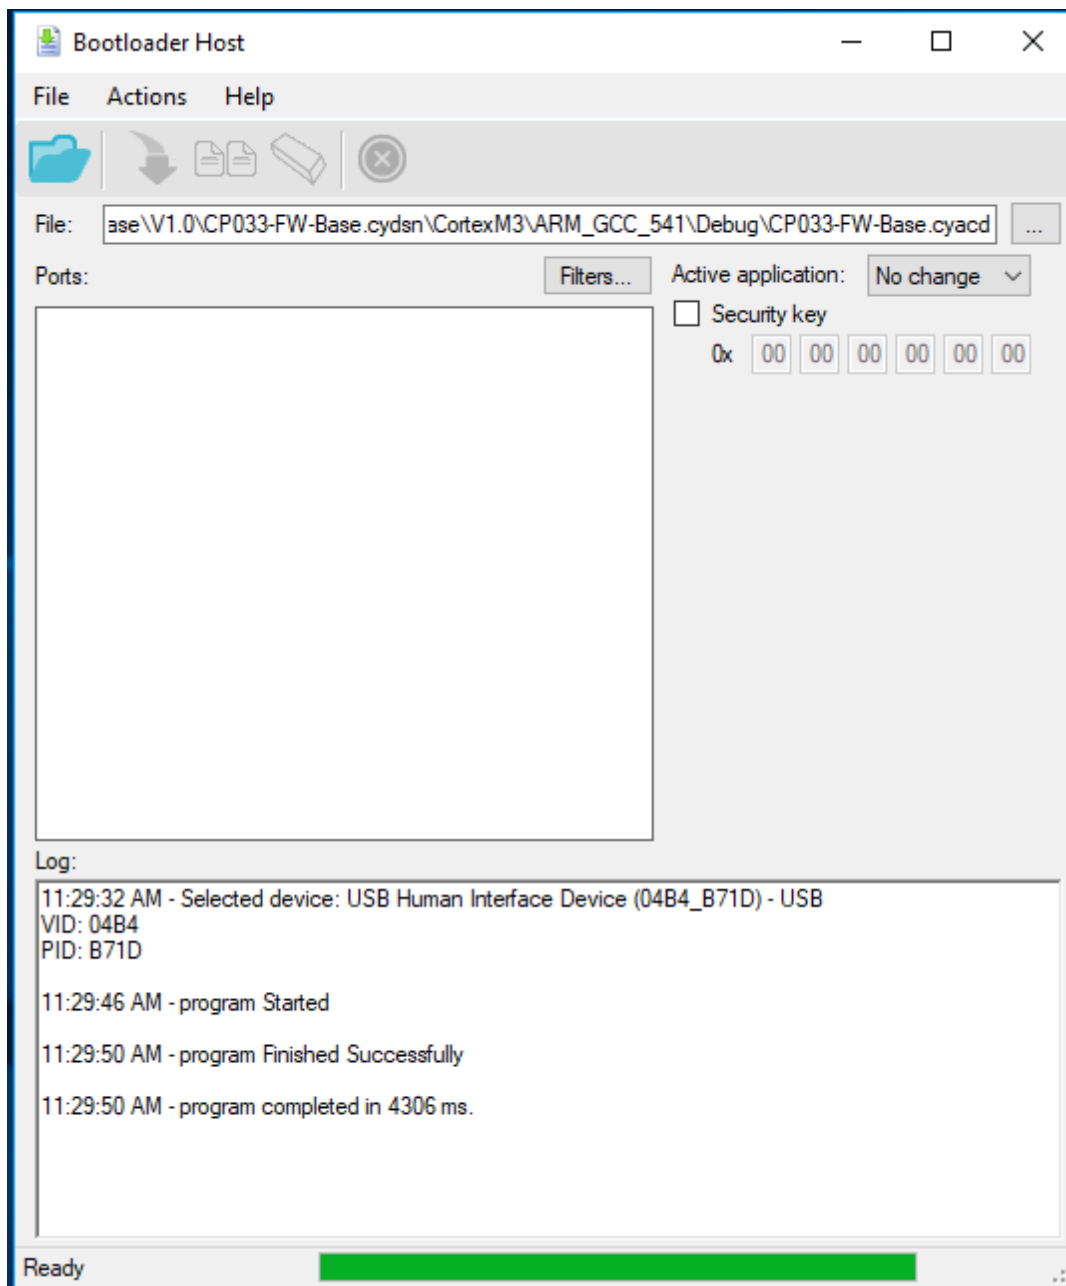 Bootloader Host
File Actions Help
File: ase\V1.0\CP033-FW-Base.cydsn\CortexM3\ARM_GCC_541\Debug\CP033-FW-Base.cyacd ...
Ports: Filters... Active application: No change
Security key
0x 00 00 00 00 00 00
Log:
11:29:32 AM - Selected device: USB Human Interface Device (04B4_B71D) - USB
VID: 04B4
PID: B71D
11:29:46 AM - program Started
11:29:50 AM - program Finished Successfully
11:29:50 AM - program completed in 4306 ms.
Ready